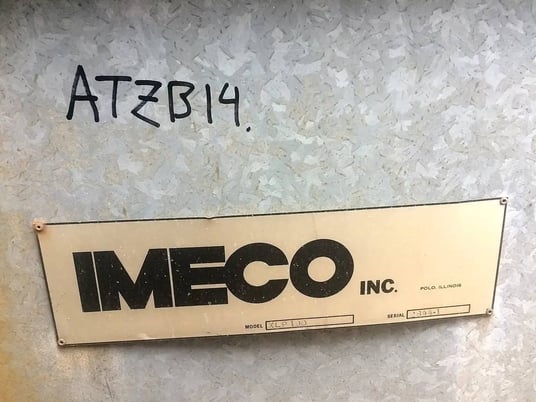 ATZB14.
IMECO INC.
POLO, ILLINOIS
MODEL
SERIAL